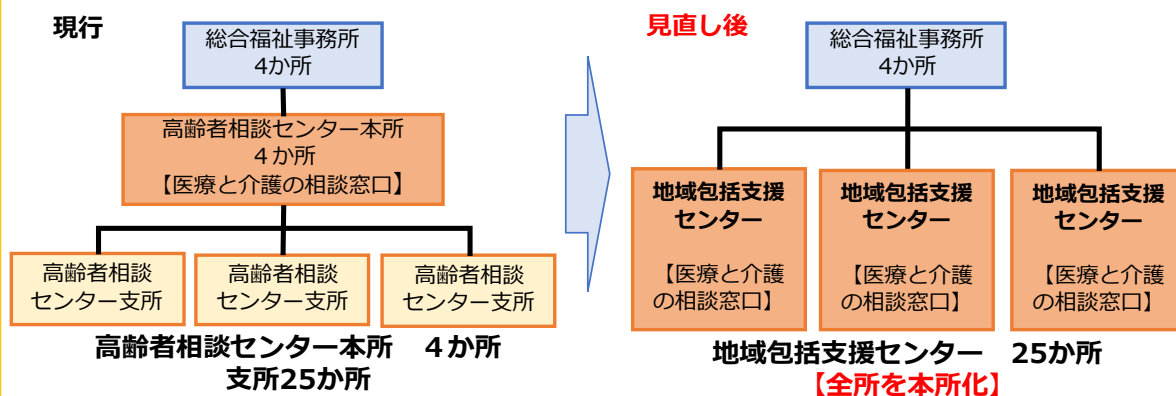 現行
総合福祉事務所
4か所
高齢者相談センター本所
４か所
【医療と介護の相談窓口】
高齢者相談
センター支所
高齢者相談
センター支所
高齢者相談
センター支所
高齢者相談センター本所　４か所
支所25か所
見直し後
総合福祉事務所
4か所
地域包括支援
センター
【医療と介護
の相談窓口】
地域包括支援
センター
【医療と介護
の相談窓口】
地域包括支援
センター
【医療と介護
の相談窓口】
地域包括支援センター　25か所
【全所を本所化】